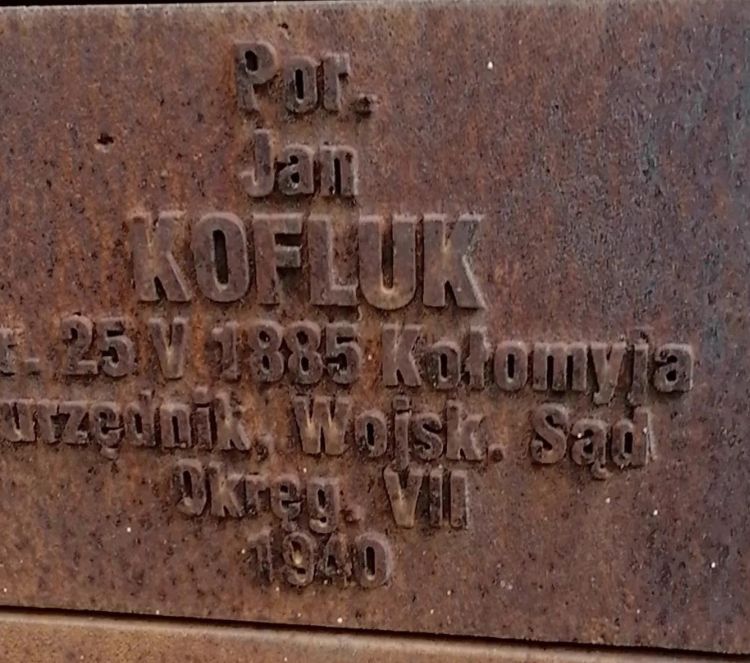 Por.
Jan
KOFLUK
r. 25 V 1885 Kołomyja
urzędnik, Wojsk. Sąd
Okręg. VII
1940